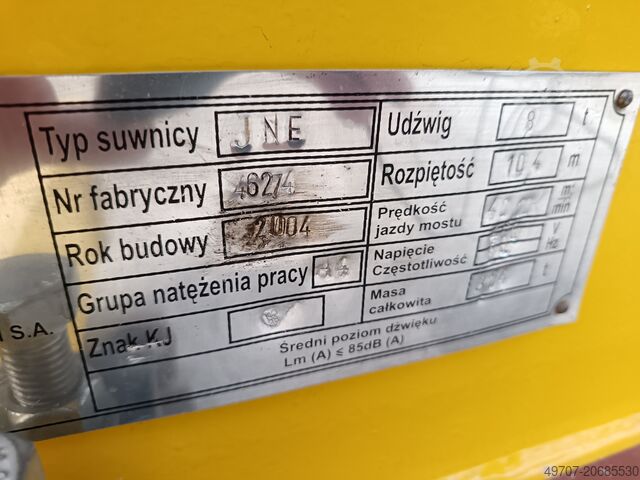 Typ suwnicy JNE
Nr fabryczny 46274
Rok budowy 2004
Grupa natężenia pracy
Znak KJ
S.A.
Udźwig 8 t
Rozpiętość 10 4 m
Prędkość jazdy mostu m/min
Napięcie V
Częstotliwość Hz
Masa całkowita t
Średni poziom dźwięku
Lm (A) ≤ 85dB (A)
49707-20685530